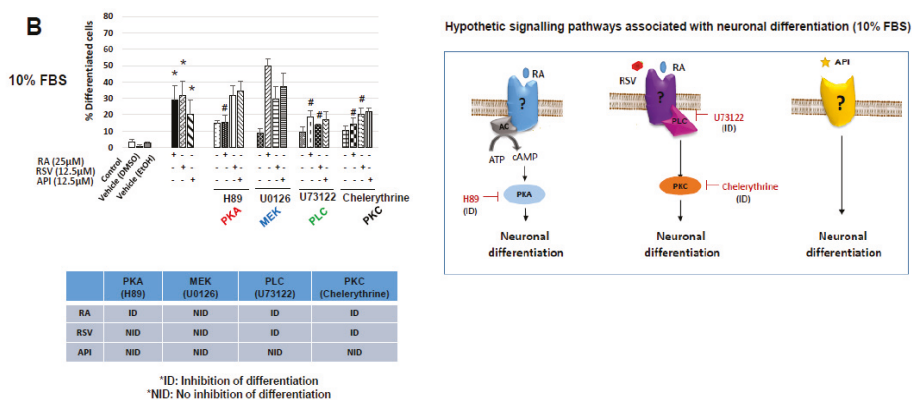 B
10% FBS
% Differentiated cells
80
70
60
50
40
30
20
10
0
* * *
# # # # #
Control
Vehicle (DMSO)
Vehicle (EtOH)
RA (25µM) + - - - + - - - + - - - + - - - + - -
RSV (12.5µM) - + - - - + - - - + - - - + - - - + -
API (12.5µM) - - + - - - + - - - + - - - + - - - +
H89 U0126 U73122 Chelerythrine
PKA MEK PLC PKC
PKA (H89) MEK (U0126) PLC (U73122) PKC (Chelerythrine)
RA ID NID ID ID
RSV NID NID ID ID
API NID NID NID NID
*ID: Inhibition of differentiation
*NID: No inhibition of differentiation
Hypothetic signalling pathways associated with neuronal differentiation (10% FBS)
RA
?
AC
ATP cAMP
H89 (ID)
PKA
Neuronal differentiation
RSV RA
?
PLC
U73122 (ID)
PKC
Chelerythrine (ID)
Neuronal differentiation
API
?
Neuronal differentiation